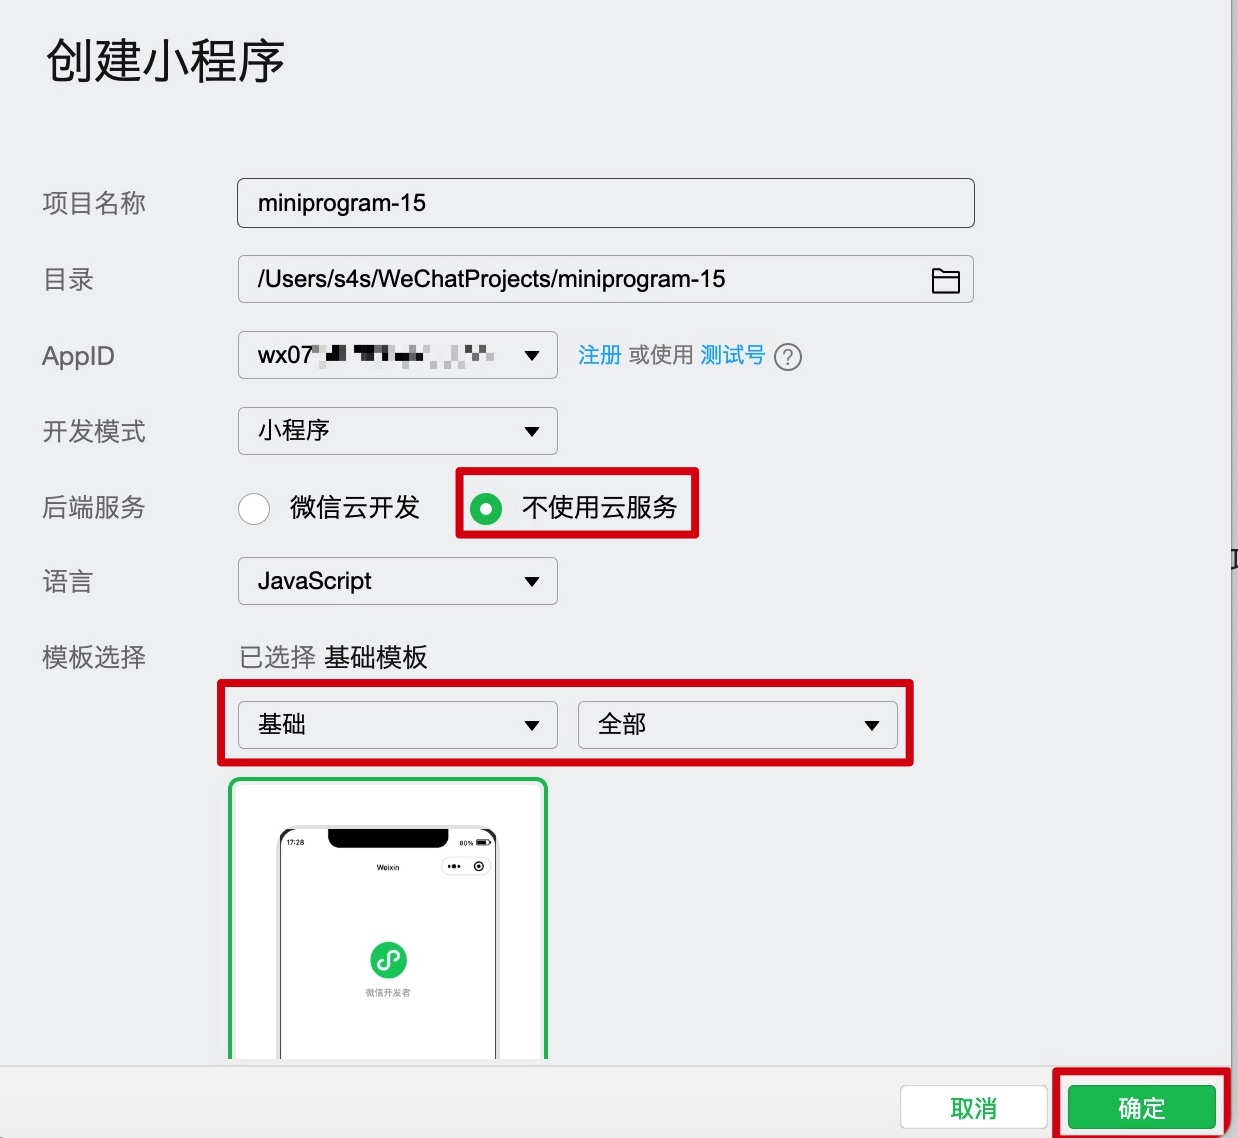 创建小程序
项目名称 miniprogram-15
目录 /Users/s4s/WeChatProjects/miniprogram-15
AppID wx07 注册 或使用 测试号 ?
开发模式 小程序
后端服务 微信云开发 不使用云服务
语言 JavaScript
模板选择 已选择 基础模板
基础 全部
17:28 80%
Weixin
微信开发者
取消 确定